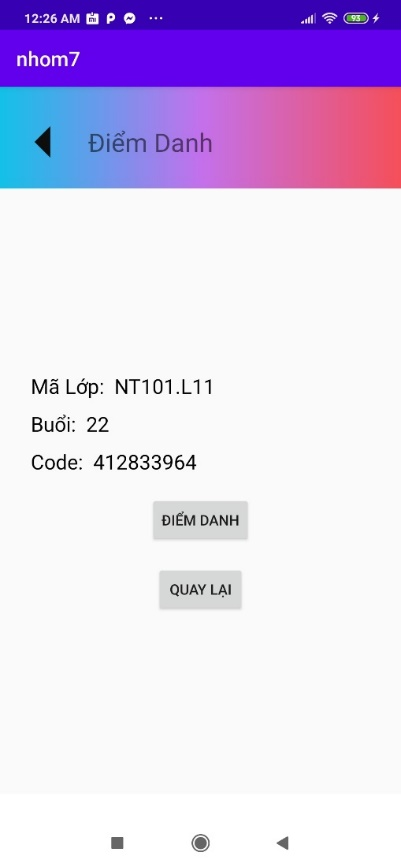 12:26 AM
93
nhom7
Điểm Danh
Mã Lớp: NT101.L11
Buổi: 22
Code: 412833964
ĐIỂM DANH
QUAY LẠI